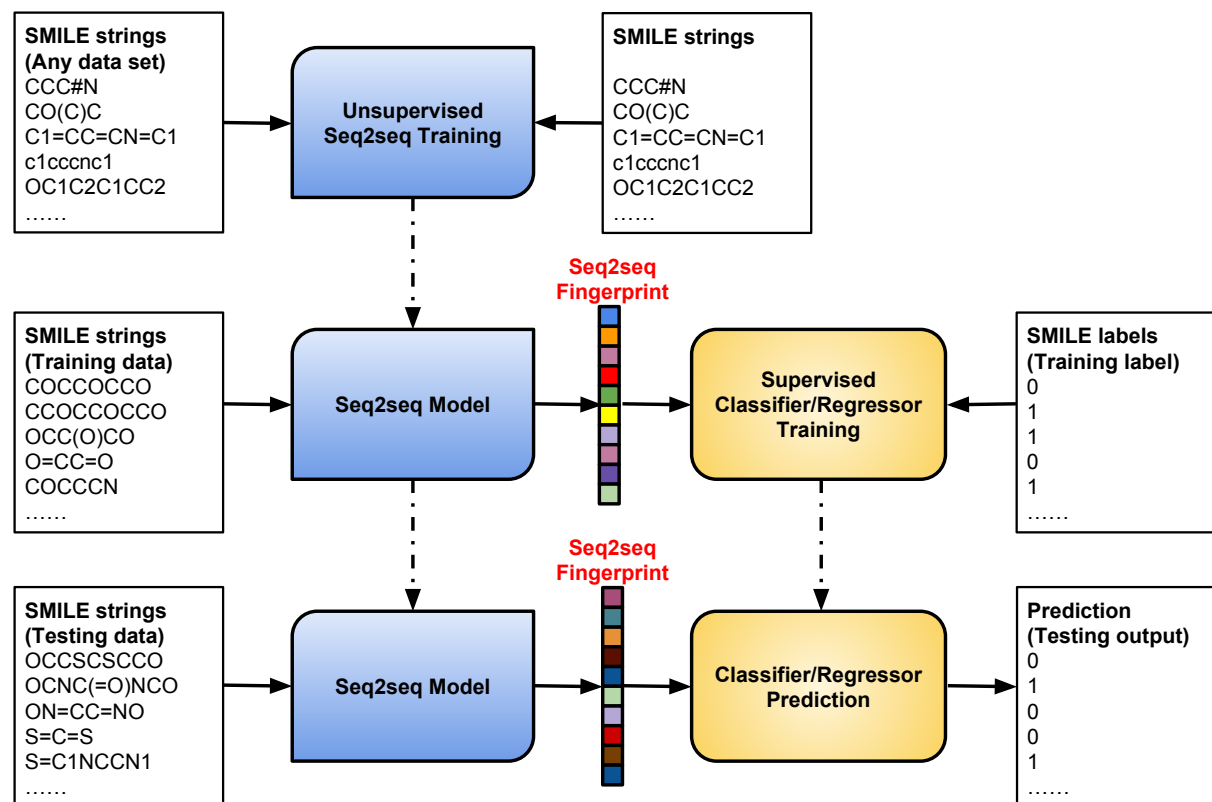 SMILE strings
(Any data set)
CCC#N
CO(C)C
C1=CC=CN=C1
c1cccnc1
OC1C2C1CC2
......
Unsupervised
Seq2seq Training
SMILE strings
CCC#N
CO(C)C
C1=CC=CN=C1
c1cccnc1
OC1C2C1CC2
......
SMILE strings
(Training data)
COCCOCCO
CCOCCOCCO
OCC(O)CO
O=CC=O
COCCCN
......
Seq2seq Model
Seq2seq
Fingerprint
Supervised
Classifier/Regressor
Training
SMILE labels
(Training label)
0
1
1
0
1
......
SMILE strings
(Testing data)
OCCSCSCCO
OCNC(=O)NCO
ON=CC=NO
S=C=S
S=C1NCCN1
......
Seq2seq Model
Seq2seq
Fingerprint
Classifier/Regressor
Prediction
Prediction
(Testing output)
0
1
0
0
1
......